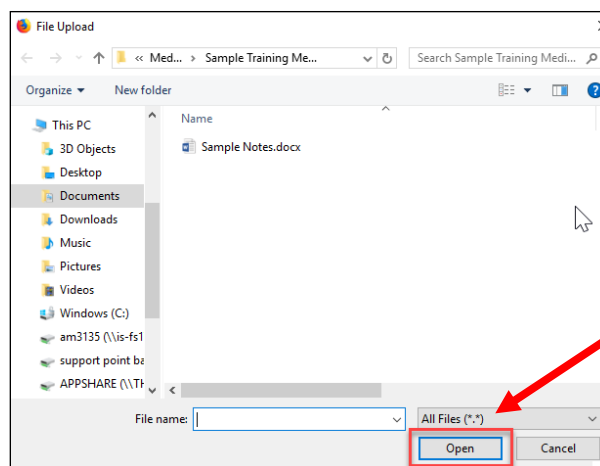 File Upload
« Med... › Sample Training Me...
Search Sample Training Medi...
Organize
New folder
This PC
3D Objects
Desktop
Documents
Downloads
Music
Pictures
Videos
Windows (C:)
am3135 (\\is-fs1
support point ba
APPSHARE (\\TH
Name
Sample Notes.docx
File name:
All Files (*.*)
Open
Cancel